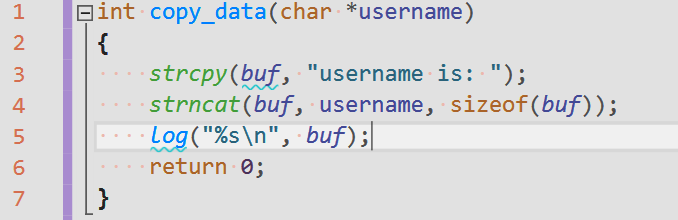 1 int copy_data(char *username)
2 {
3 strcpy(buf, "username is: ");
4 strncat(buf, username, sizeof(buf));
5 log("%s\n", buf);
6 return 0;
7 }